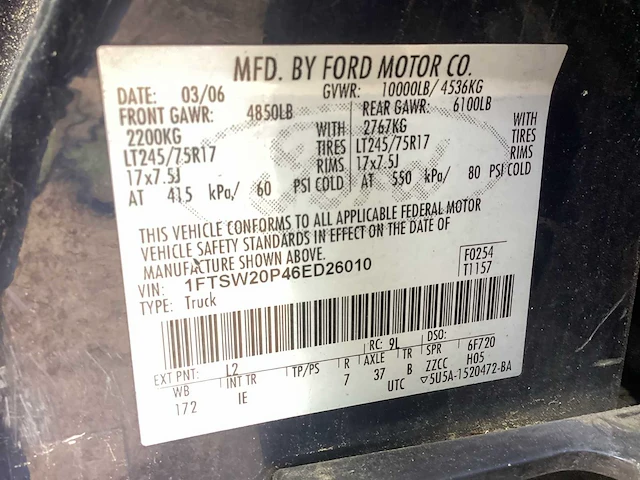 MFD. BY FORD MOTOR CO.
DATE: 03/06 GVWR: 10000LB/ 4536KG
FRONT GAWR: 4850LB REAR GAWR: 6100LB
2200KG WITH 2767KG WITH
LT245/75R17 TIRES LT245/75R17 TIRES
17x7.5J RIMS 17x7.5J RIMS
AT 415 kPa/ 60 PSI COLD AT 550 kPa/ 80 PSI COLD
THIS VEHICLE CONFORMS TO ALL APPLICABLE FEDERAL MOTOR
VEHICLE SAFETY STANDARDS IN EFFECT ON THE DATE OF
MANUFACTURE SHOWN ABOVE.
F0254
VIN: 1FTSW20P46ED26010 T1157
TYPE: Truck
RC: 9L DSO:
EXT PNT: L2 6F720
WB INT TR TP/PS R AXLE TR SPR H05
172 IE 7 37 B ZZCC
UTC ▽5U5A-1520472-BA